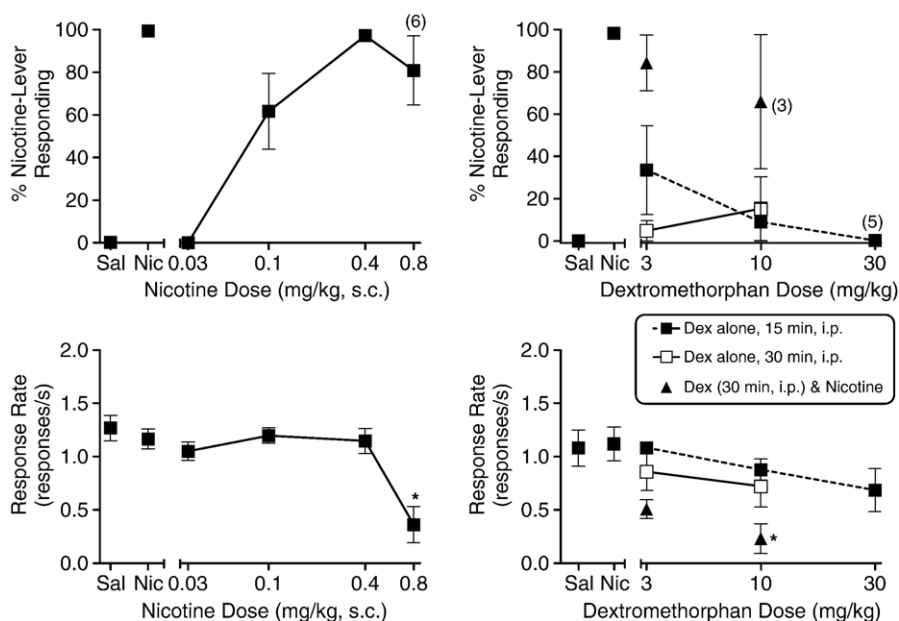 % Nicotine-Lever
Responding
100
80
60
40
20
0
(6)
Sal Nic 0.03 0.1 0.4 0.8
Nicotine Dose (mg/kg, s.c.)
% Nicotine-Lever
Responding
100
80
60
40
20
0
(3)
(5)
Sal Nic 3 10 30
Dextromethorphan Dose (mg/kg)
Response Rate
(responses/s)
2.0
1.5
1.0
0.5
0.0
*
Sal Nic 0.03 0.1 0.4 0.8
Nicotine Dose (mg/kg, s.c.)
Dex alone, 15 min, i.p.
Dex alone, 30 min, i.p.
Dex (30 min, i.p.) & Nicotine
Response Rate
(responses/s)
2.0
1.5
1.0
0.5
0.0
*
Sal Nic 3 10 30
Dextromethorphan Dose (mg/kg)